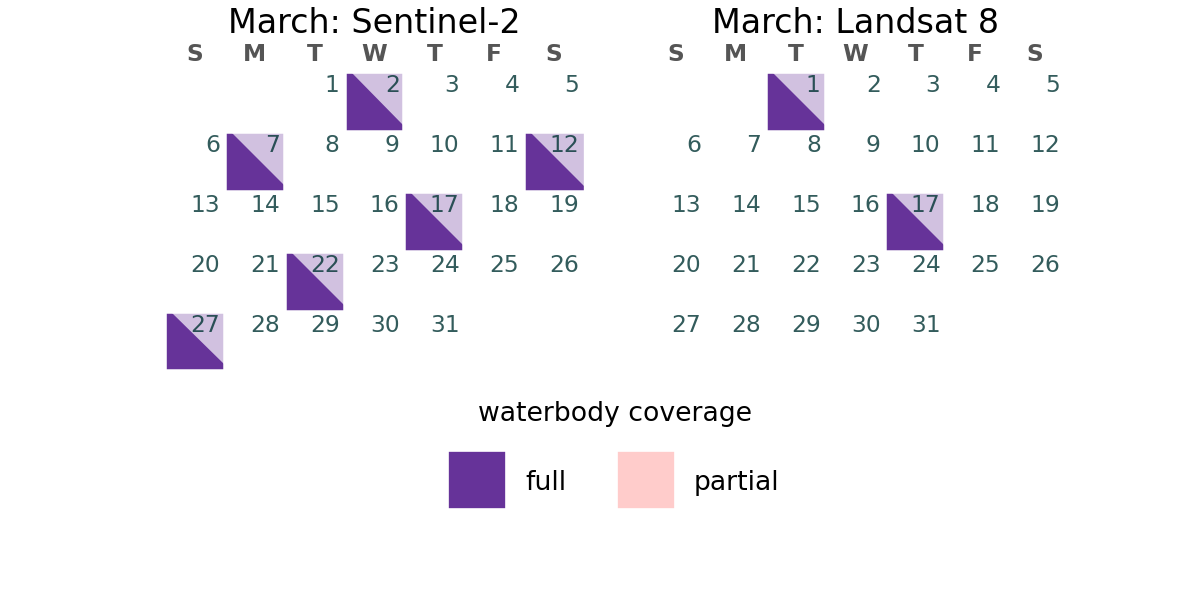 March: Sentinel-2
S M T W T F S
1 2 3 4 5
6 7 8 9 10 11 12
13 14 15 16 17 18 19
20 21 22 23 24 25 26
27 28 29 30 31
March: Landsat 8
S M T W T F S
1 2 3 4 5
6 7 8 9 10 11 12
13 14 15 16 17 18 19
20 21 22 23 24 25 26
27 28 29 30 31
waterbody coverage
full partial